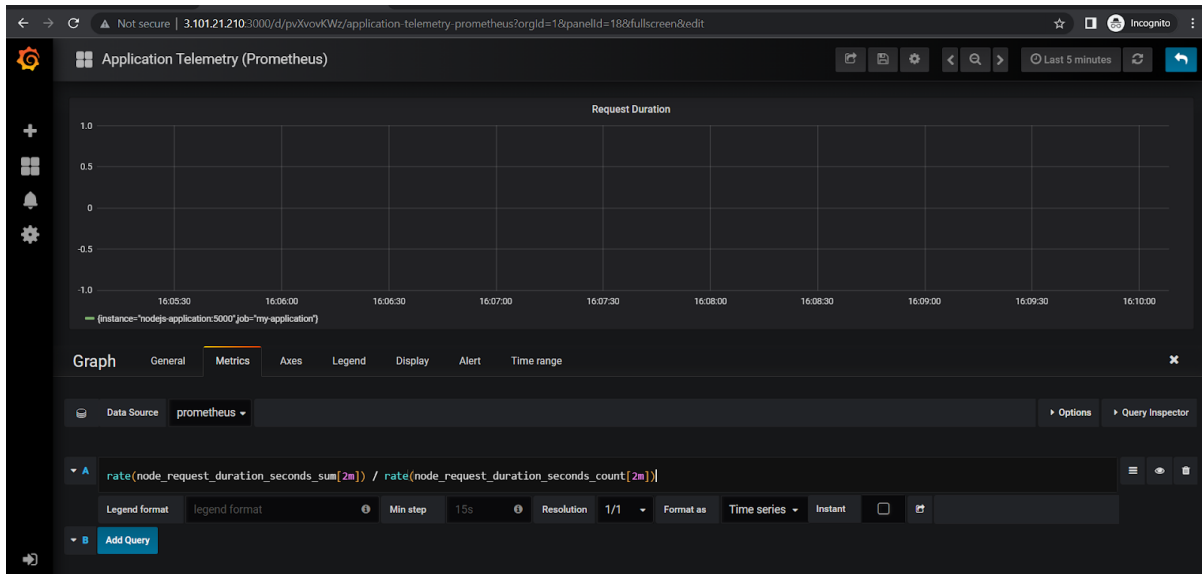 Not secure | 3.101.21.210:3000/d/pvXvovKWz/application-telemetry-prometheus?orgId=1&panelId=18&fullscreen&edit
Incognito
Application Telemetry (Prometheus)
Last 5 minutes
Request Duration
1.0
0.5
0
-0.5
-1.0
16:05:30 16:06:00 16:06:30 16:07:00 16:07:30 16:08:00 16:08:30 16:09:00 16:09:30 16:10:00
{instance="nodejs-application:5000",job="my-application"}
Graph General Metrics Axes Legend Display Alert Time range
Data Source prometheus Options Query Inspector
A rate(node_request_duration_seconds_sum[2m]) / rate(node_request_duration_seconds_count[2m])
Legend format legend format Min step 15s Resolution 1/1 Format as Time series Instant
B Add Query